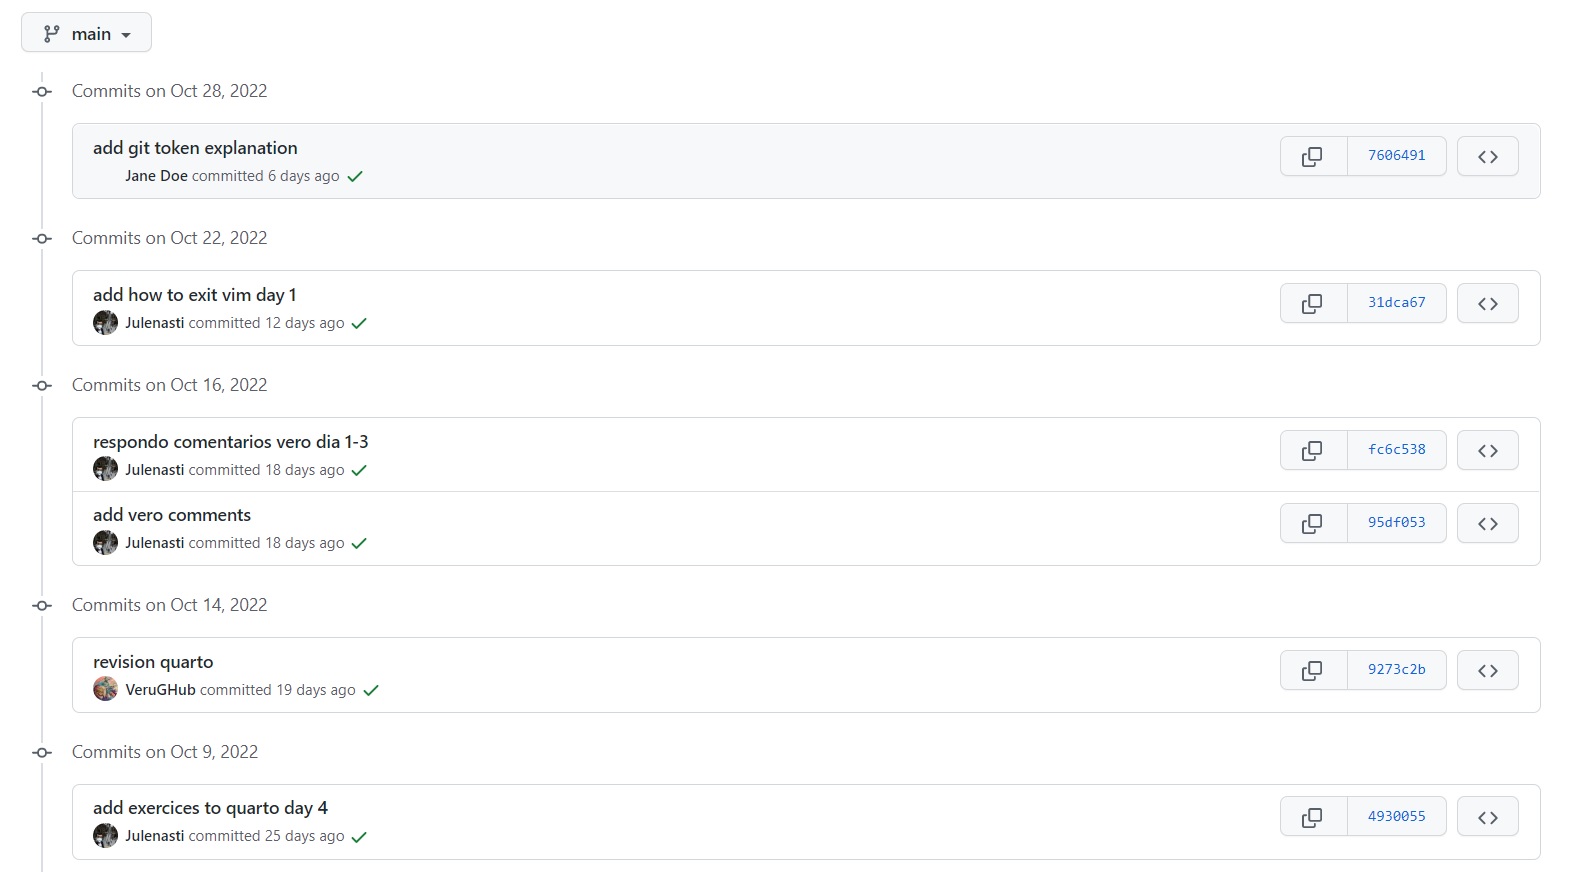 main
Commits on Oct 28, 2022
add git token explanation
7606491
Jane Doe committed 6 days ago
Commits on Oct 22, 2022
add how to exit vim day 1
31dca67
Julenasti committed 12 days ago
Commits on Oct 16, 2022
respondo comentarios vero dia 1-3
fc6c538
Julenasti committed 18 days ago
add vero comments
95df053
Julenasti committed 18 days ago
Commits on Oct 14, 2022
revision quarto
9273c2b
VeruGHub committed 19 days ago
Commits on Oct 9, 2022
add exercices to quarto day 4
4930055
Julenasti committed 25 days ago